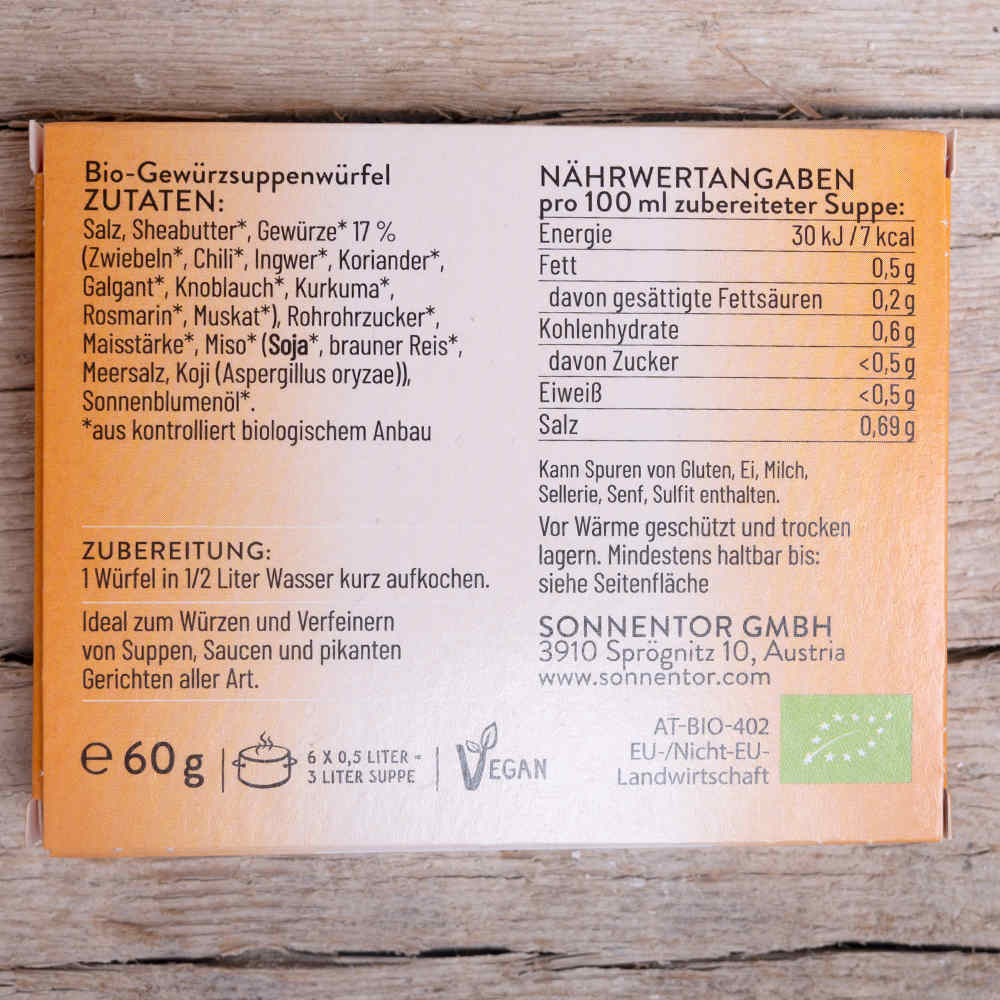 Bio-Gewürzsuppenwürfel
ZUTATEN:
Salz, Sheabutter*, Gewürze* 17 %
(Zwiebeln*, Chili*, Ingwer*, Koriander*,
Galgant*, Knoblauch*, Kurkuma*,
Rosmarin*, Muskat*), Rohrohrzucker*,
Maisstärke*, Miso* (Soja*, brauner Reis*,
Meersalz, Koji (Aspergillus oryzae)),
Sonnenblumenöl*.
*aus kontrolliert biologischem Anbau
ZUBEREITUNG:
1 Würfel in 1/2 Liter Wasser kurz aufkochen.
Ideal zum Würzen und Verfeinern
von Suppen, Saucen und pikanten
Gerichten aller Art.
℮ 60 g
6 X 0,5 LITER =
3 LITER SUPPE
VEGAN
NÄHRWERTANGABEN
pro 100 ml zubereiteter Suppe:
Energie 30 kJ / 7 kcal
Fett 0,5 g
davon gesättigte Fettsäuren 0,2 g
Kohlenhydrate 0,6 g
davon Zucker <0,5 g
Eiweiß <0,5 g
Salz 0,69 g
Kann Spuren von Gluten, Ei, Milch,
Sellerie, Senf, Sulfit enthalten.
Vor Wärme geschützt und trocken
lagern. Mindestens haltbar bis:
siehe Seitenfläche
SONNENTOR GMBH
3910 Sprögnitz 10, Austria
www.sonnentor.com
AT-BIO-402
EU-/Nicht-EU-
Landwirtschaft